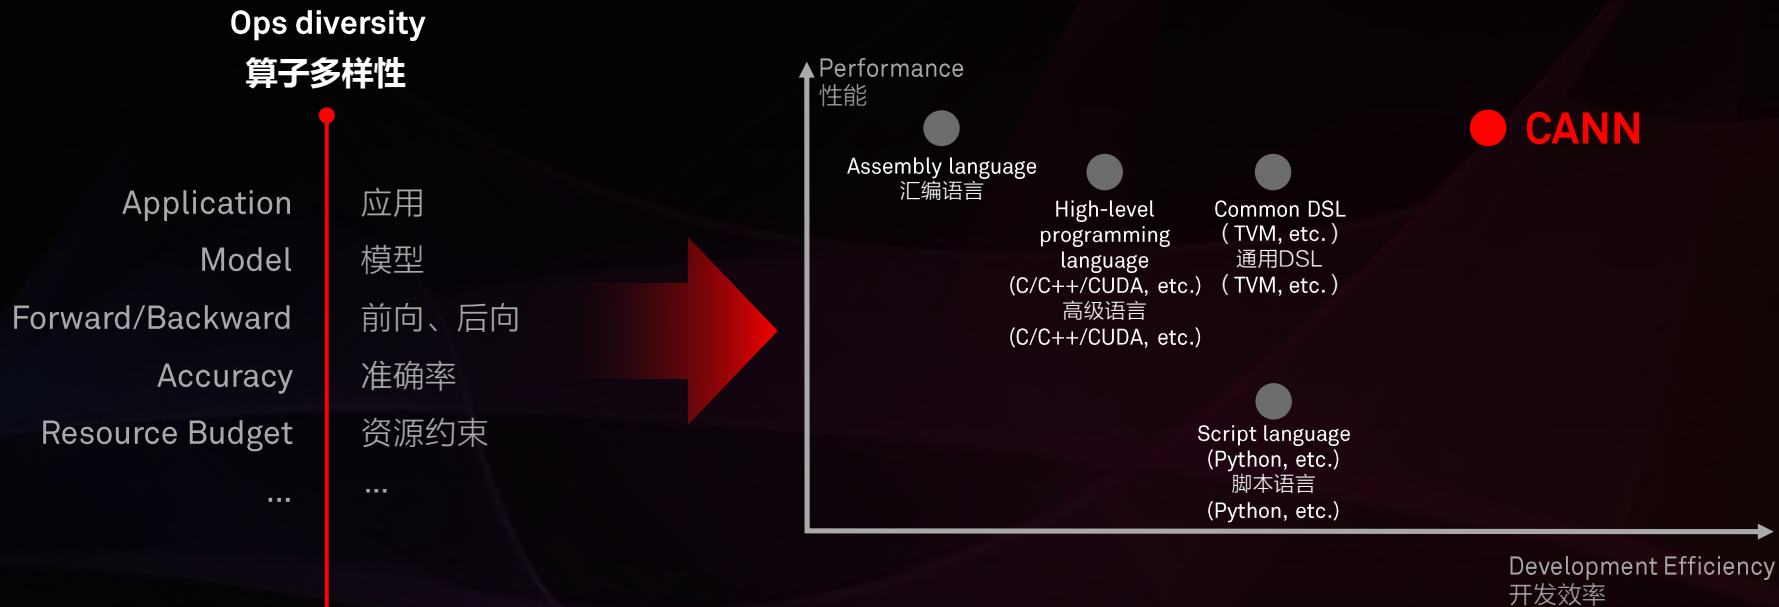 Ops diversity
算子多样性
Application 应用
Model 模型
Forward/Backward 前向、后向
Accuracy 准确率
Resource Budget 资源约束
... ...
Performance
性能
Assembly language
汇编语言
High-level
programming
language
(C/C++/CUDA, etc.)
高级语言
(C/C++/CUDA, etc.)
Common DSL
( TVM, etc. )
通用DSL
( TVM, etc. )
CANN
Script language
(Python, etc.)
脚本语言
(Python, etc.)
Development Efficiency
开发效率